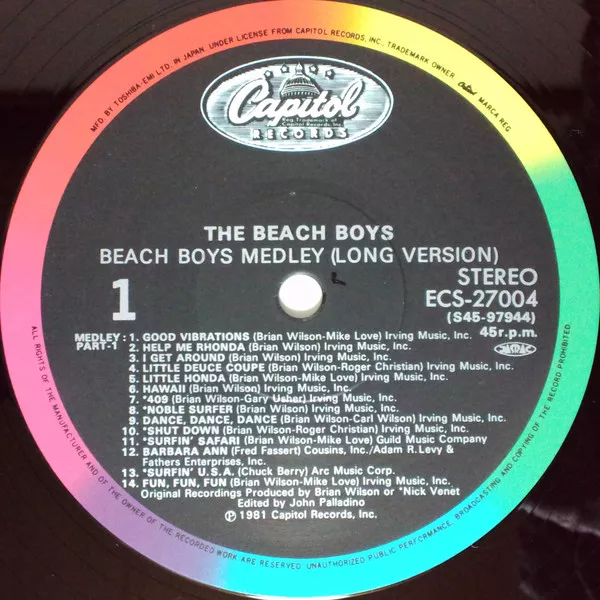 MFD. BY TOSHIBA-EMI LTD. IN JAPAN. UNDER LICENSE FROM CAPITOL RECORDS, INC., TRADEMARK OWNER Capitol MARCA REG.
Capitol
Reg. Trademark of
Capitol Records, Inc.
RECORDS
THE BEACH BOYS
BEACH BOYS MEDLEY (LONG VERSION)
1
STEREO
ECS-27004
(S45-97944)
45r.p.m.
MEDLEY: 1. GOOD VIBRATIONS (Brian Wilson-Mike Love) Irving Music, Inc.
PART-1 2. HELP ME RHONDA (Brian Wilson) Irving Music, Inc.
3. I GET AROUND (Brian Wilson) Irving Music, Inc.
4. LITTLE DEUCE COUPE (Brian Wilson-Roger Christian) Irving Music, Inc.
5. LITTLE HONDA (Brian Wilson-Mike Love) Irving Music, Inc.
6. HAWAII (Brian Wilson) Irving Music, Inc.
7. *409 (Brian Wilson-Gary Usher) Irving Music, Inc.
8. *NOBLE SURFER (Brian Wilson) Irving Music, Inc.
9. DANCE, DANCE, DANCE (Brian Wilson-Carl Wilson) Irving Music, Inc.
10. *SHUT DOWN (Brian Wilson-Roger Christian) Irving Music, Inc.
11. *SURFIN' SAFARI (Brian Wilson-Mike Love) Guild Music Company
12. BARBARA ANN (Fred Fassert) Cousins, Inc./Adam R.Levy &
Fathers Enterprises, Inc.
13. *SURFIN' U.S.A. (Chuck Berry) Arc Music Corp.
14. FUN, FUN, FUN (Brian Wilson-Mike Love) Irving Music, Inc.
Original Recordings Produced by Brian Wilson or *Nick Venet
Edited by John Palladino
℗ 1981 Capitol Records, Inc.
ALL RIGHTS OF THE MANUFACTURER AND OF THE OWNER OF THE RECORDED WORK ARE RESERVED. UNAUTHORIZED PUBLIC PERFORMANCE, BROADCASTING AND COPYING OF THE RECORD PROHIBITED.